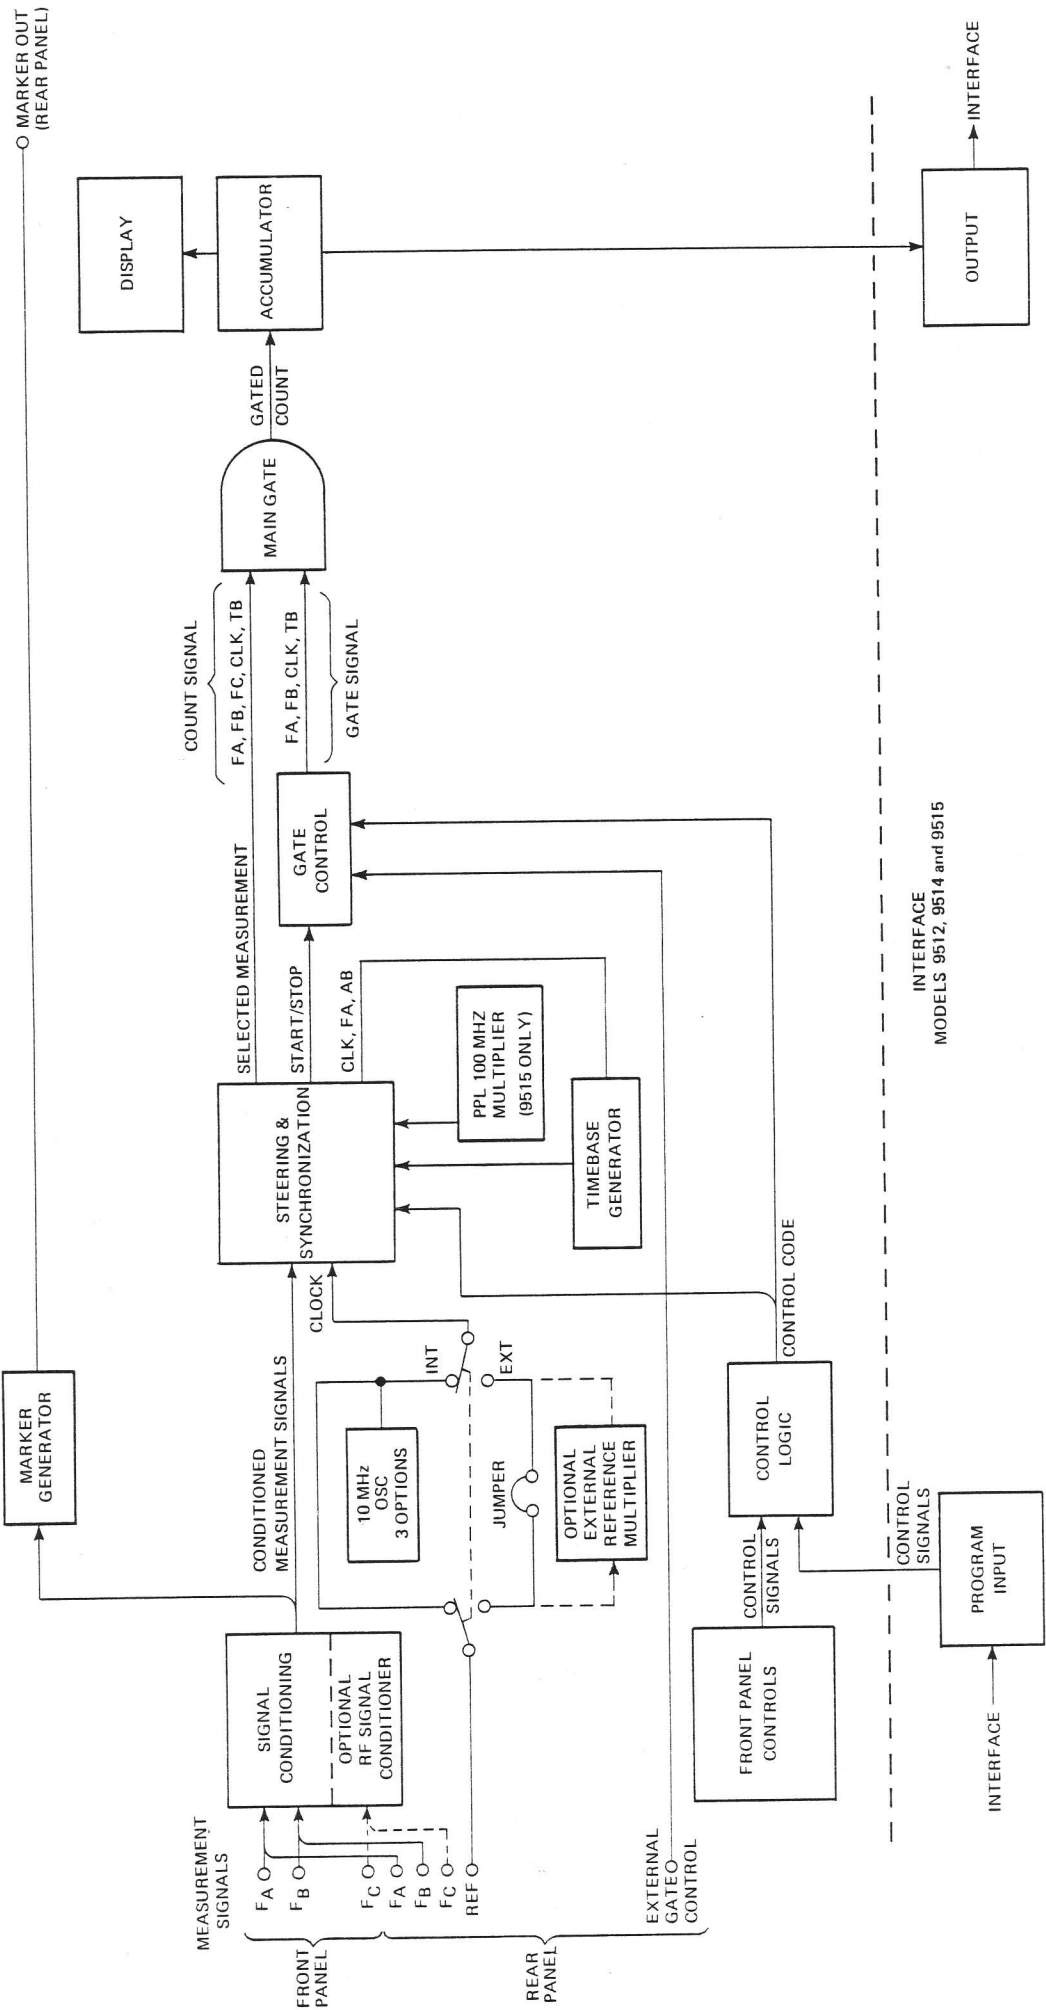 MARKER OUT
(REAR PANEL)
MARKER
GENERATOR
DISPLAY
ACCUMULATOR
GATED
COUNT
MAIN GATE
COUNT SIGNAL
FA, FB, FC, CLK, TB
FA, FB, CLK, TB
GATE SIGNAL
SELECTED MEASUREMENT
START/STOP
CLK, FA, AB
GATE
CONTROL
STEERING &
SYNCHRONIZATION
PPL 100 MHZ
MULTIPLIER
(9515 ONLY)
TIMEBASE
GENERATOR
CONDITIONED
MEASUREMENT SIGNALS
CLOCK
INT
EXT
10 MHz
OSC
3 OPTIONS
JUMPER
OPTIONAL
EXTERNAL
REFERENCE
MULTIPLIER
SIGNAL
CONDITIONING
OPTIONAL
RF SIGNAL
CONDITIONER
MEASUREMENT
SIGNALS
FA
FB
FC
FA
FB
FC
REF
EXTERNAL
GATE
CONTROL
FRONT
PANEL
REAR
PANEL
FRONT PANEL
CONTROLS
CONTROL
SIGNALS
CONTROL
LOGIC
CONTROL CODE
CONTROL
SIGNALS
PROGRAM
INPUT
INTERFACE
INTERFACE
MODELS 9512, 9514 and 9515
OUTPUT
INTERFACE